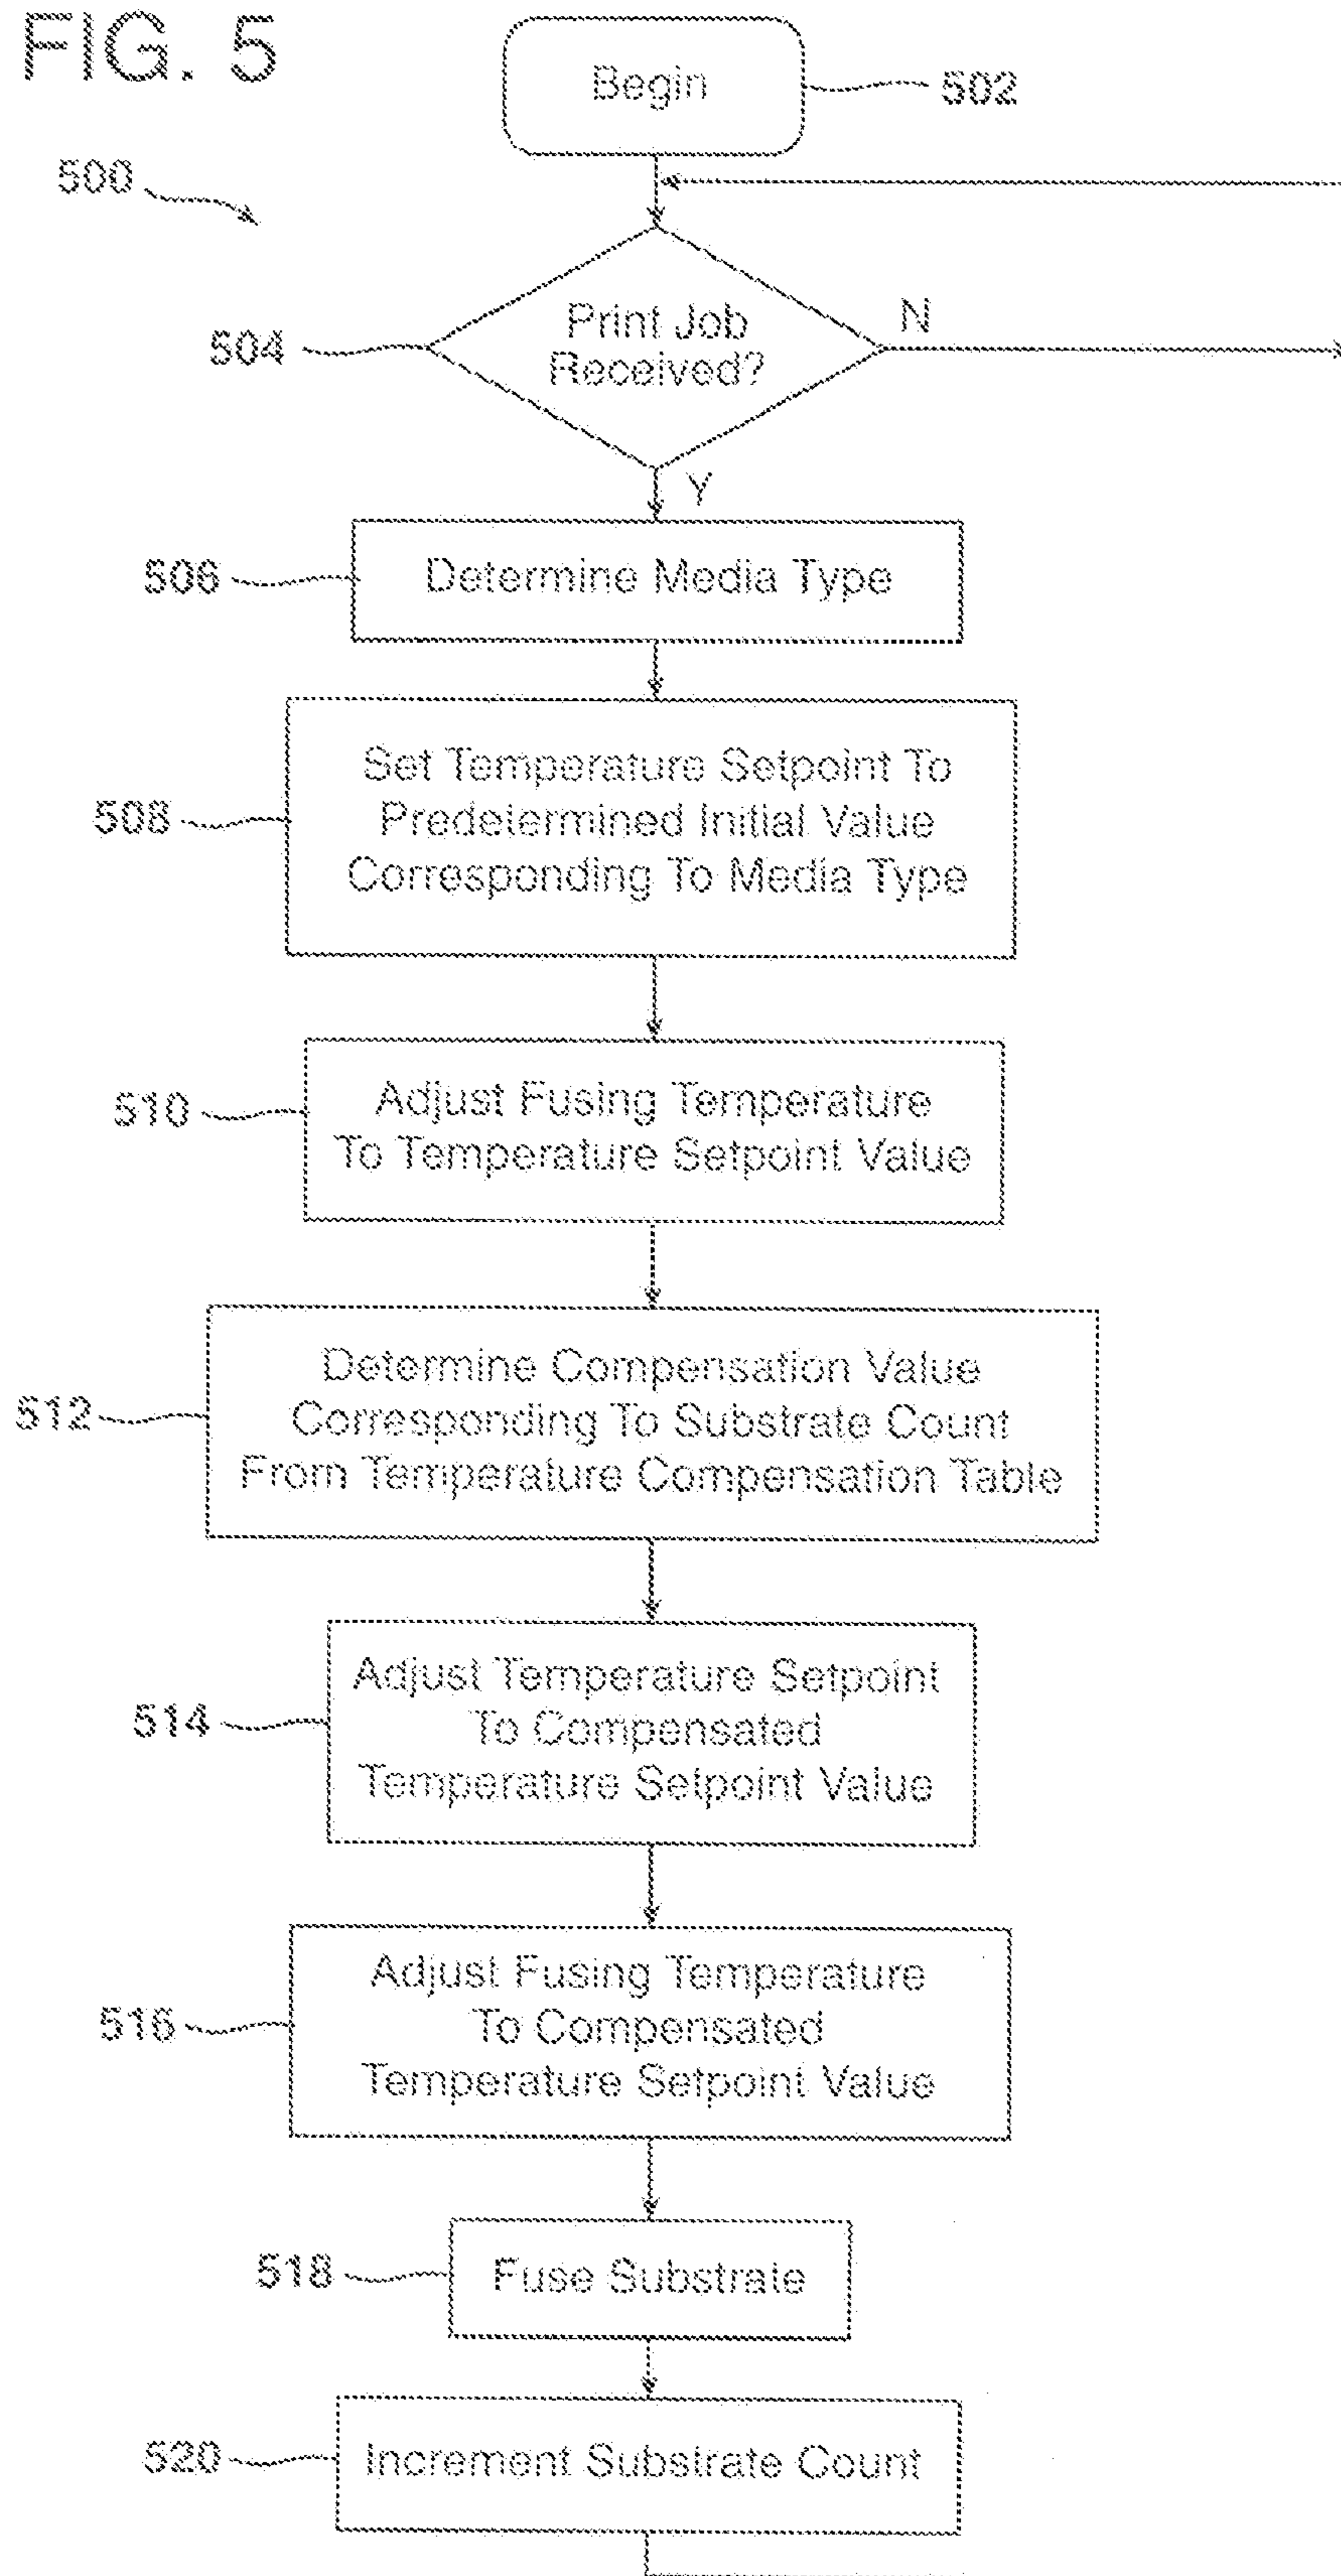 FIG. 5
Begin
502
500
504
Print Job
Received?
N
Y
506
Determine Media Type
508
Set Temperature Setpoint To
Predetermined Initial Value
Corresponding To Media Type
510
Adjust Fusing Temperature
To Temperature Setpoint Value
512
Determine Compensation Value
Corresponding To Substrate Count
From Temperature Compensation Table
514
Adjust Temperature Setpoint
To Compensated
Temperature Setpoint Value
516
Adjust Fusing Temperature
To Compensated
Temperature Setpoint Value
518
Fuse Substrate
520
Increment Substrate Count